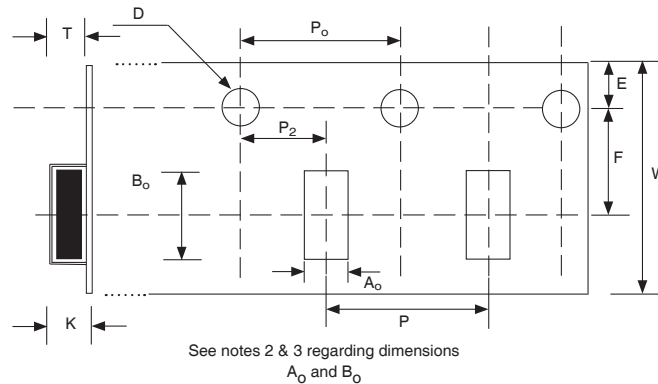 D
T
Pₒ
E
P₂
F
W
Bₒ
Aₒ
K
P
See notes 2 & 3 regarding dimensions
Aₒ and Bₒ